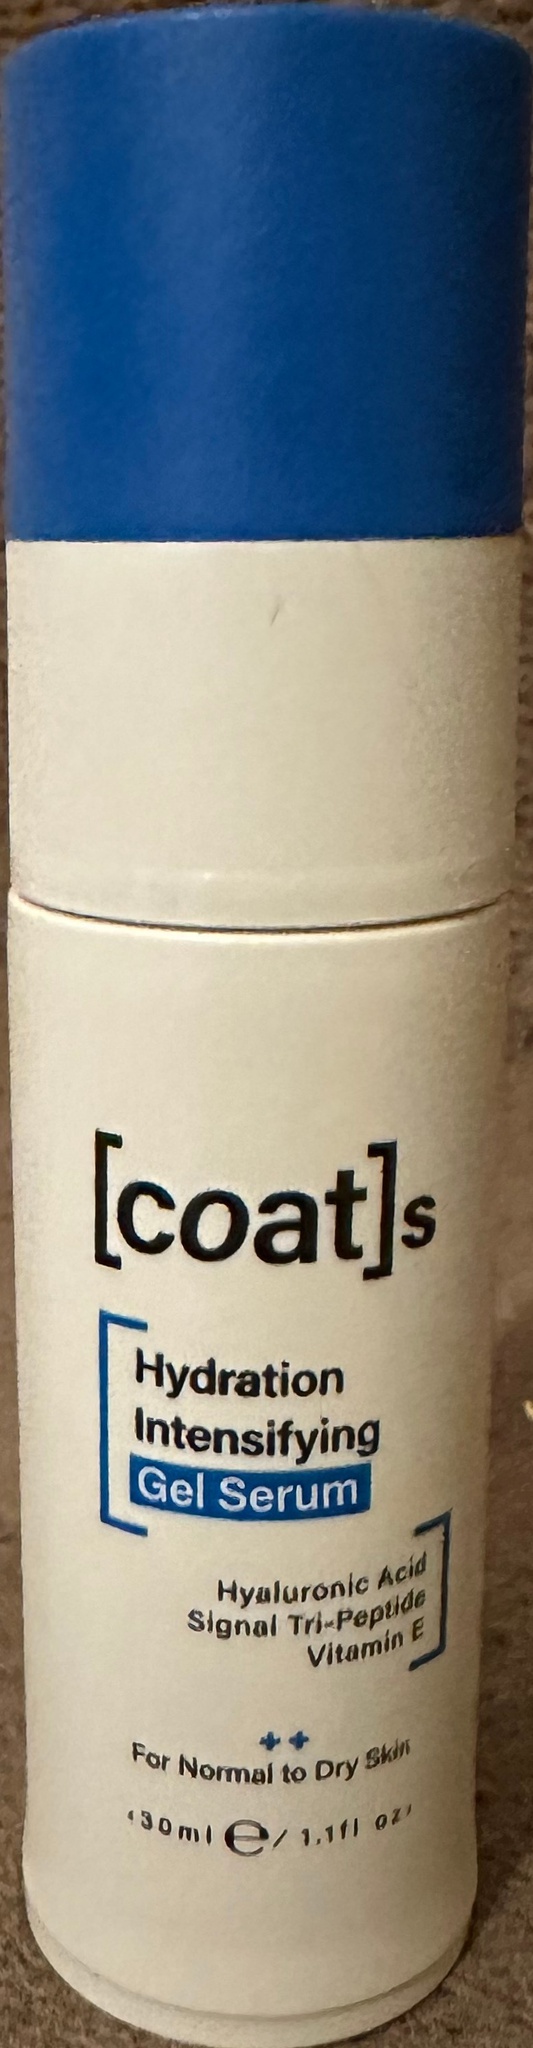 [coat]s
Hydration
Intensifying
Gel Serum
Hyaluronic Acid
Signal Tri-Peptide
Vitamin E
++
For Normal to Dry Skin
30ml e / 1.1fl oz